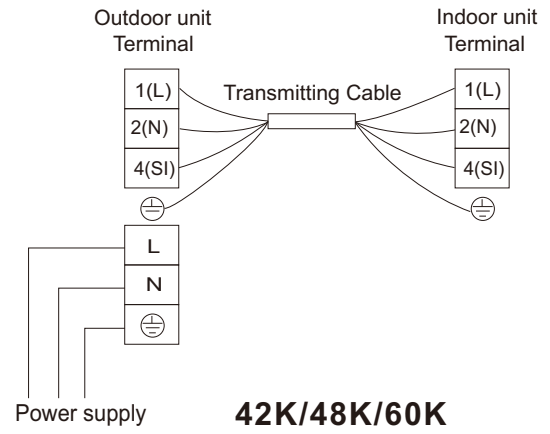 Outdoor unit
Terminal
Indoor unit
Terminal
1(L)
2(N)
4(SI)
Transmitting Cable
1(L)
2(N)
4(SI)
L
N
Power supply
42K/48K/60K